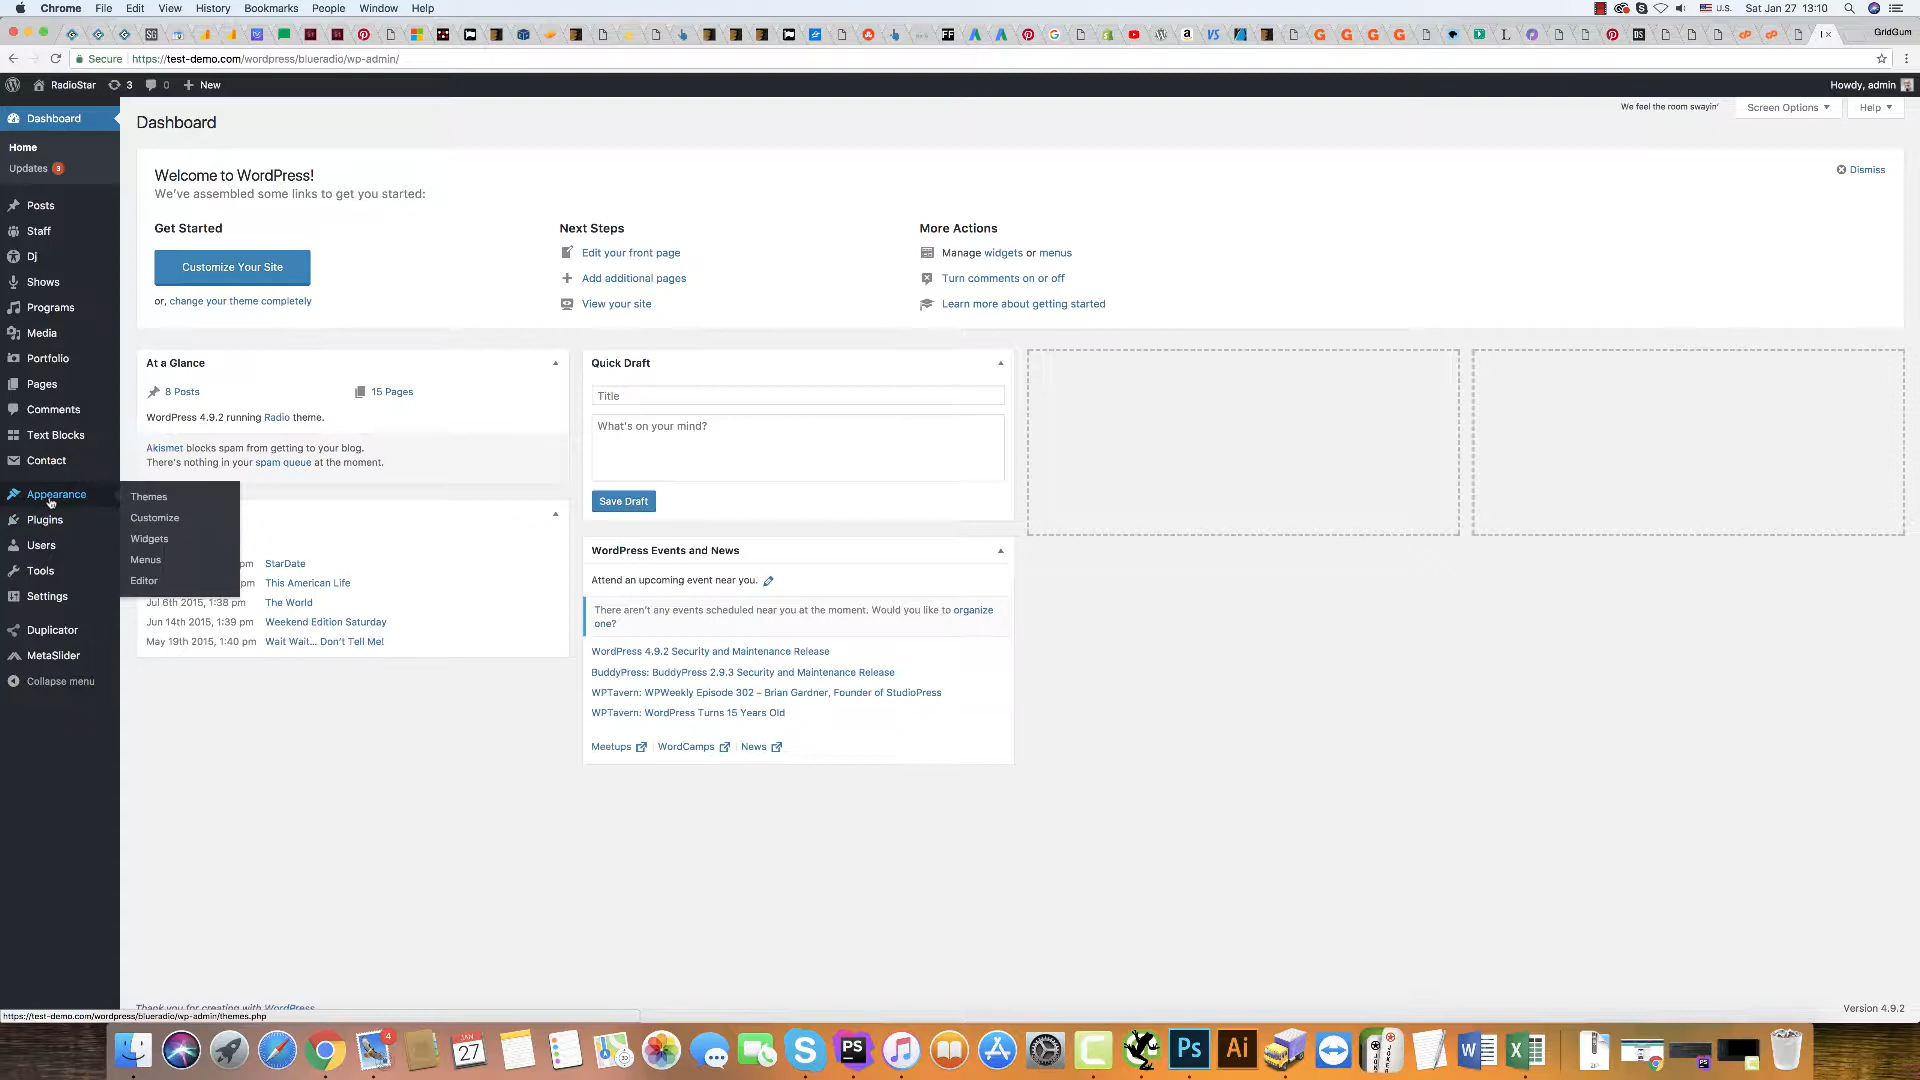 Chrome File Edit View History Bookmarks People Window Help U.S. Sat Jan 27 13:10
GridGum
Secure https://test-demo.com/wordpress/blueradio/wp-admin/
RadioStar 3 0 New Howdy, admin
We feel the room swayin' Screen Options Help
Dashboard
Home
Updates 3
Posts
Staff
Dj
Shows
Programs
Media
Portfolio
Pages
Comments
Text Blocks
Contact
Appearance
Plugins
Users
Tools
Settings
Duplicator
MetaSlider
Collapse menu
Themes
Customize
Widgets
Menus
Editor
Dashboard
Welcome to WordPress!
We've assembled some links to get you started:
Dismiss
Get Started
Customize Your Site
or, change your theme completely
Next Steps
Edit your front page
Add additional pages
View your site
More Actions
Manage widgets or menus
Turn comments on or off
Learn more about getting started
At a Glance
8 Posts 15 Pages
WordPress 4.9.2 running Radio theme.
Akismet blocks spam from getting to your blog.
There's nothing in your spam queue at the moment.
pm StarDate
pm This American Life
Jul 6th 2015, 1:38 pm The World
Jun 14th 2015, 1:39 pm Weekend Edition Saturday
May 19th 2015, 1:40 pm Wait Wait... Don't Tell Me!
Quick Draft
Title
What's on your mind?
Save Draft
WordPress Events and News
Attend an upcoming event near you.
There aren't any events scheduled near you at the moment. Would you like to organize
one?
WordPress 4.9.2 Security and Maintenance Release
BuddyPress: BuddyPress 2.9.3 Security and Maintenance Release
WPTavern: WPWeekly Episode 302 – Brian Gardner, Founder of StudioPress
WPTavern: WordPress Turns 15 Years Old
Meetups | WordCamps | News
Thank you for creating with WordPress
Version 4.9.2
https://test-demo.com/wordpress/blueradio/wp-admin/themes.php
4
JAN
27
PS
Ps
Ai